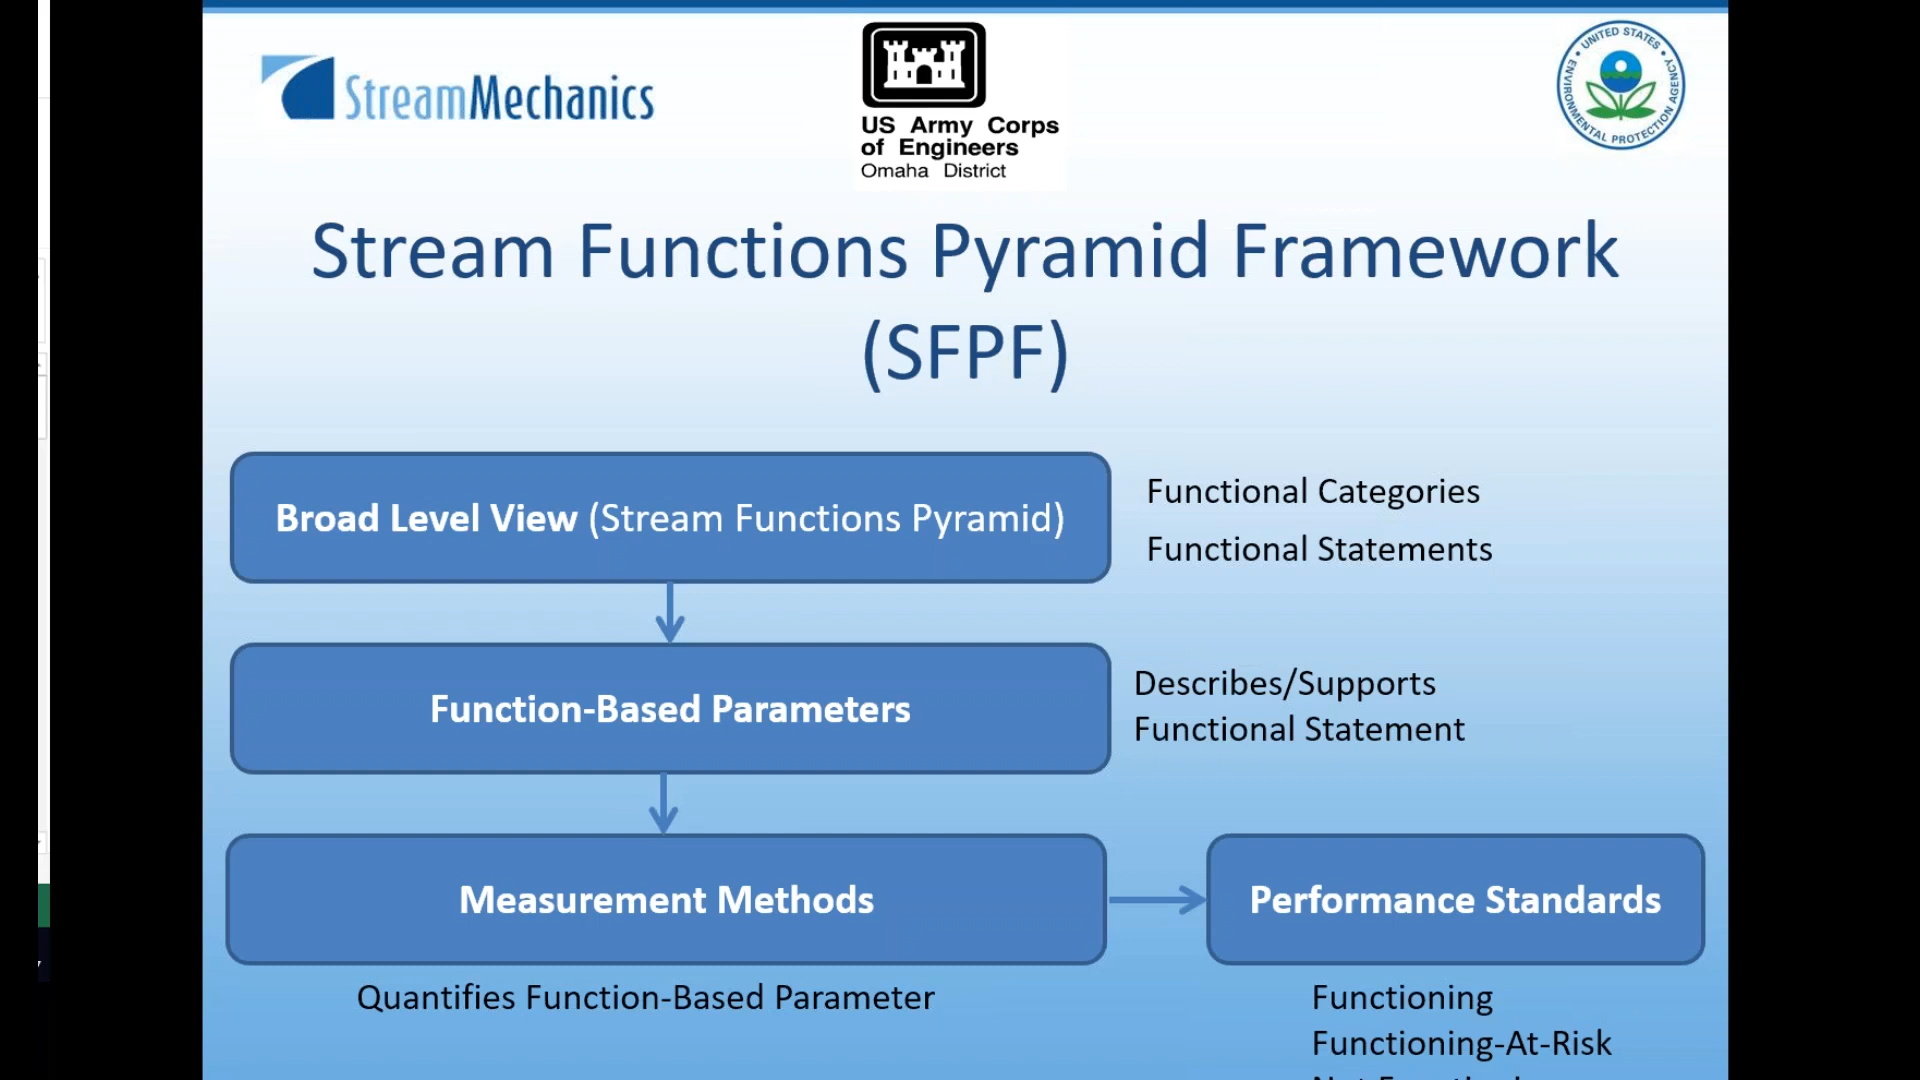 StreamMechanics
US Army Corps
of Engineers
Omaha District
UNITED STATES
ENVIRONMENTAL PROTECTION AGENCY
Stream Functions Pyramid Framework
(SFPF)
Broad Level View (Stream Functions Pyramid)
Functional Categories
Functional Statements
Function-Based Parameters
Describes/Supports
Functional Statement
Measurement Methods
Performance Standards
Quantifies Function-Based Parameter
Functioning
Functioning-At-Risk